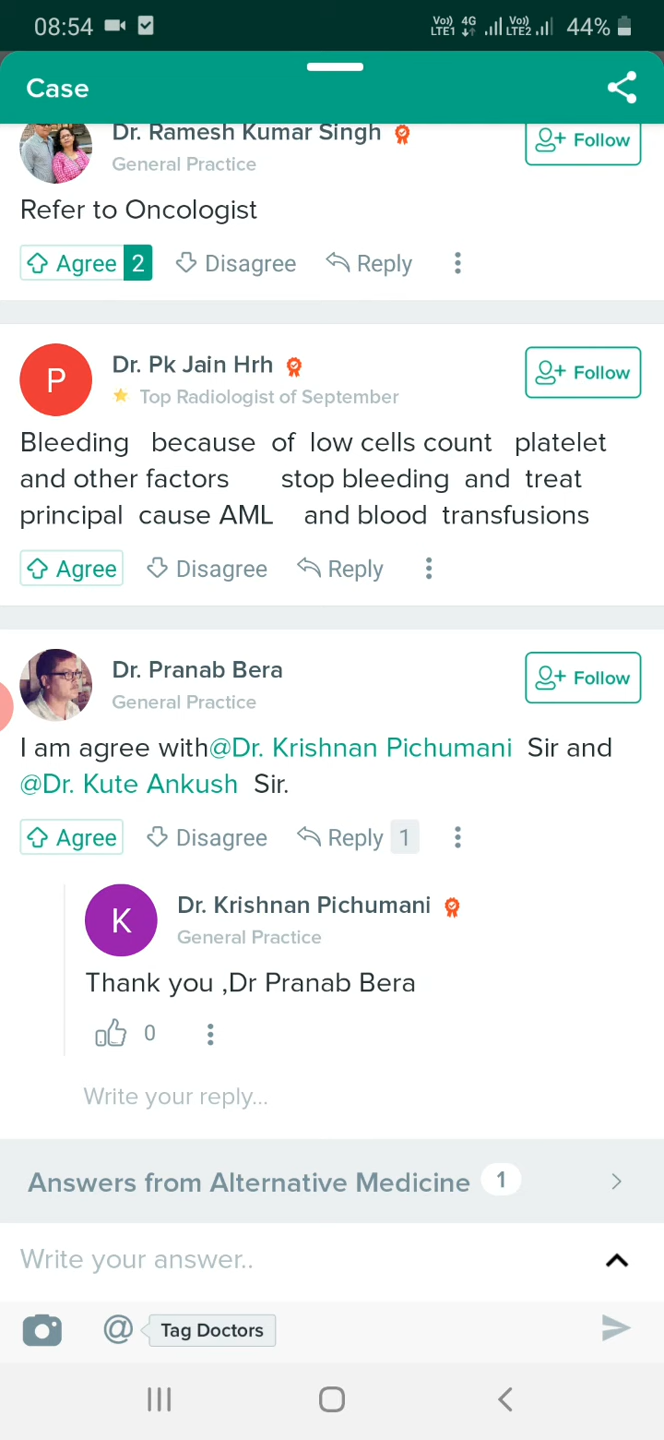 08:54 Vo) LTE1 4G Vo) LTE2 44%
Case
Dr. Ramesh Kumar Singh
Follow
General Practice
Refer to Oncologist
Agree 2 Disagree Reply
P
Dr. Pk Jain Hrh
Follow
Top Radiologist of September
Bleeding because of low cells count platelet
and other factors stop bleeding and treat
principal cause AML and blood transfusions
Agree Disagree Reply
Dr. Pranab Bera
Follow
General Practice
I am agree with@Dr. Krishnan Pichumani Sir and
@Dr. Kute Ankush Sir.
Agree Disagree Reply 1
K
Dr. Krishnan Pichumani
General Practice
Thank you ,Dr Pranab Bera
0
Write your reply...
Answers from Alternative Medicine 1
Write your answer..
@ Tag Doctors